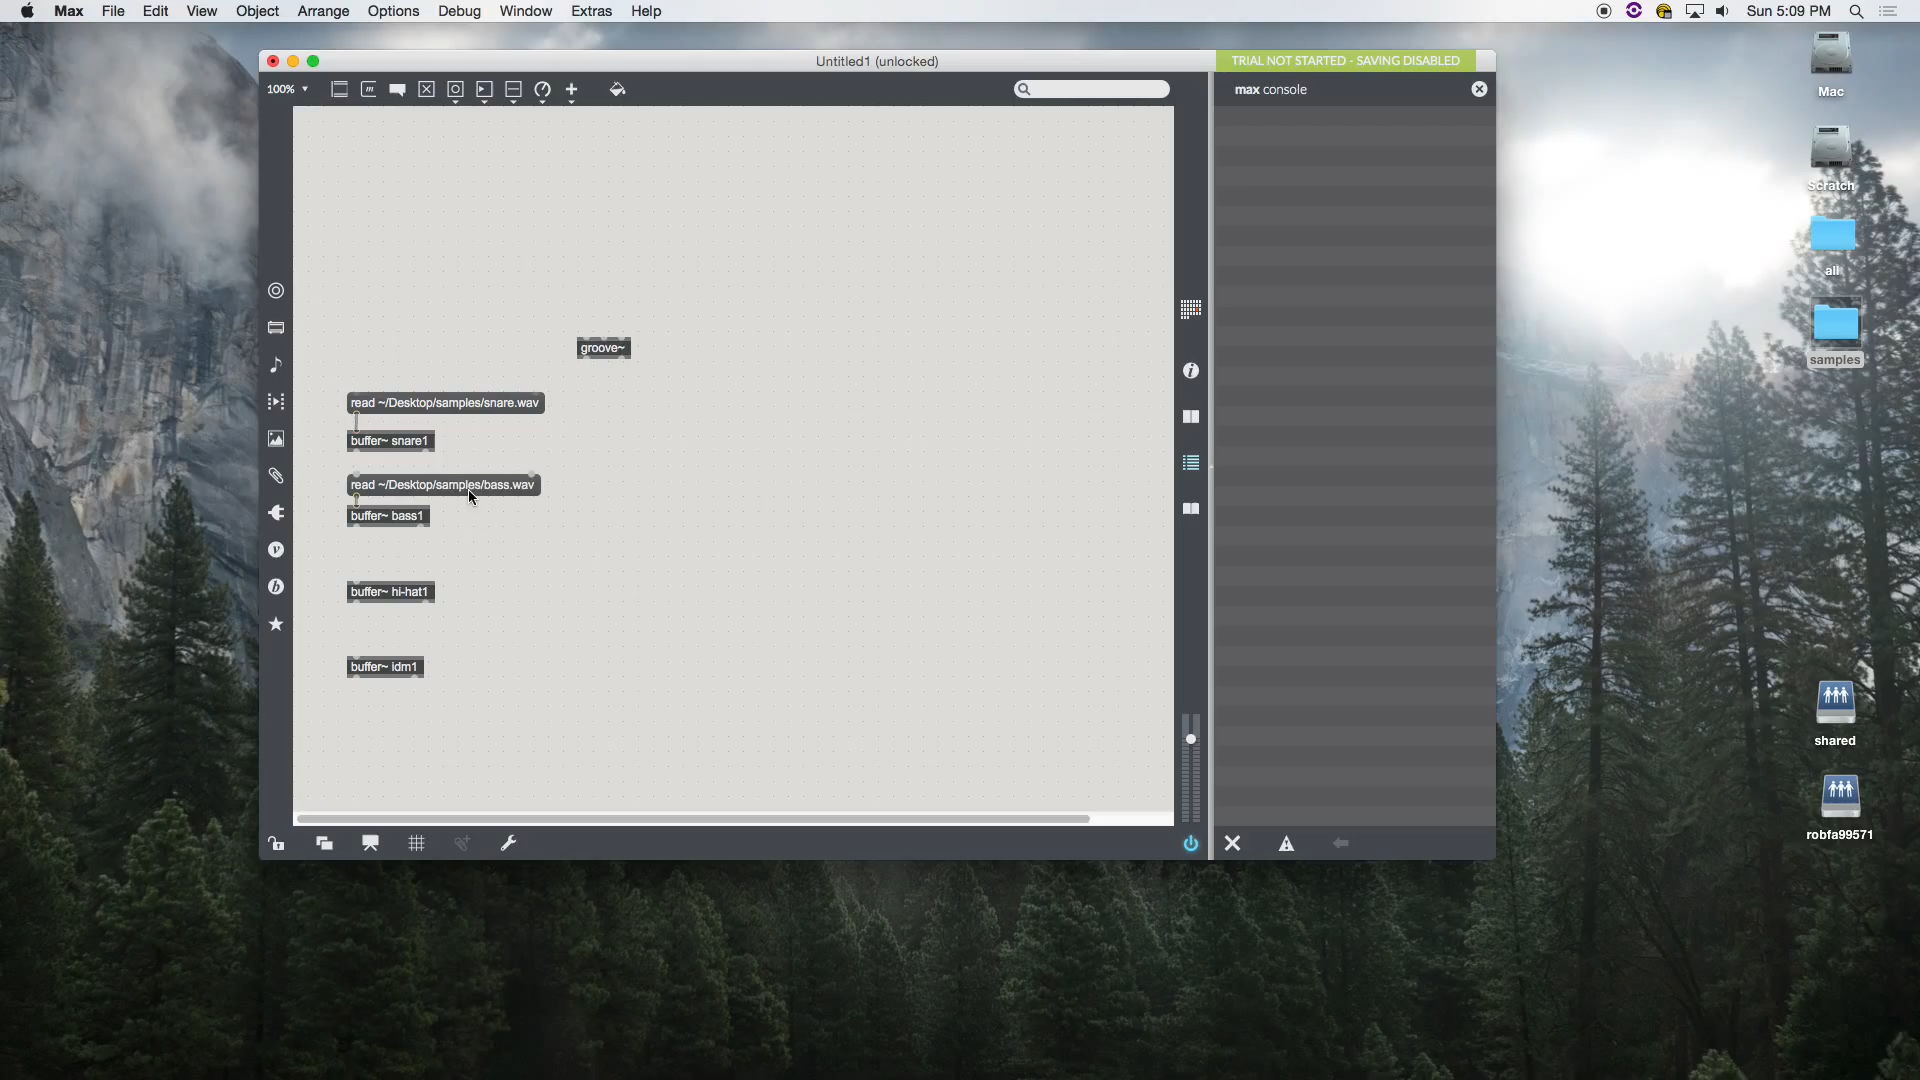 Max File Edit View Object Arrange Options Debug Window Extras Help
Sun 5:09 PM
Untitled1 (unlocked)
TRIAL NOT STARTED - SAVING DISABLED
100%
max console
groove~
read ~/Desktop/samples/snare.wav
buffer~ snare1
read ~/Desktop/samples/bass.wav
buffer~ bass1
buffer~ hi-hat1
buffer~ idm1
Mac
Scratch
all
samples
shared
robfa99571